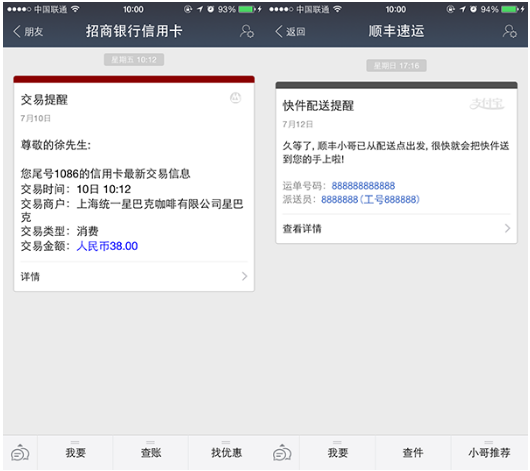 中国联通 10:00 93%
朋友 招商银行信用卡
星期五 10:12
交易提醒
7月10日
尊敬的徐先生:
您尾号1086的信用卡最新交易信息
交易时间: 10日 10:12
交易商户: 上海统一星巴克咖啡有限公司星巴
克
交易类型: 消费
交易金额: 人民币38.00
详情
我要 查账 找优惠
中国联通 10:00 94%
返回 顺丰速运
星期日 17:16
快件配送提醒 支付宝
7月12日
久等了, 顺丰小哥已从配送点出发, 很快就会把快件送
到您的手上啦!
运单号码: 888888888888
派送员: 8888888(工号888888)
查看详情
我要 查件 小哥推荐